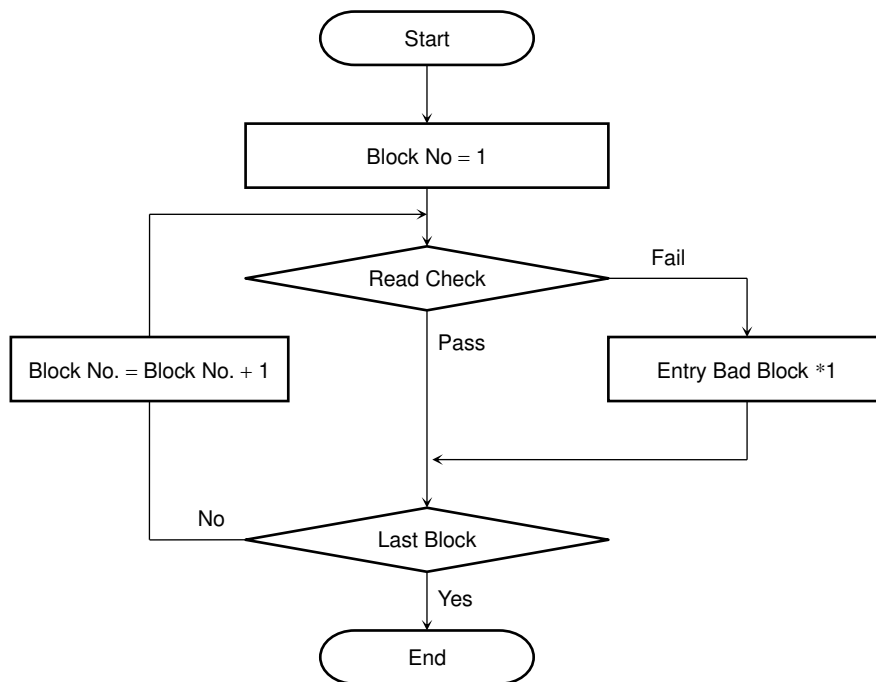 Start
Block No = 1
Read Check
Fail
Pass
Block No. = Block No. + 1
Entry Bad Block *1
No
Last Block
Yes
End